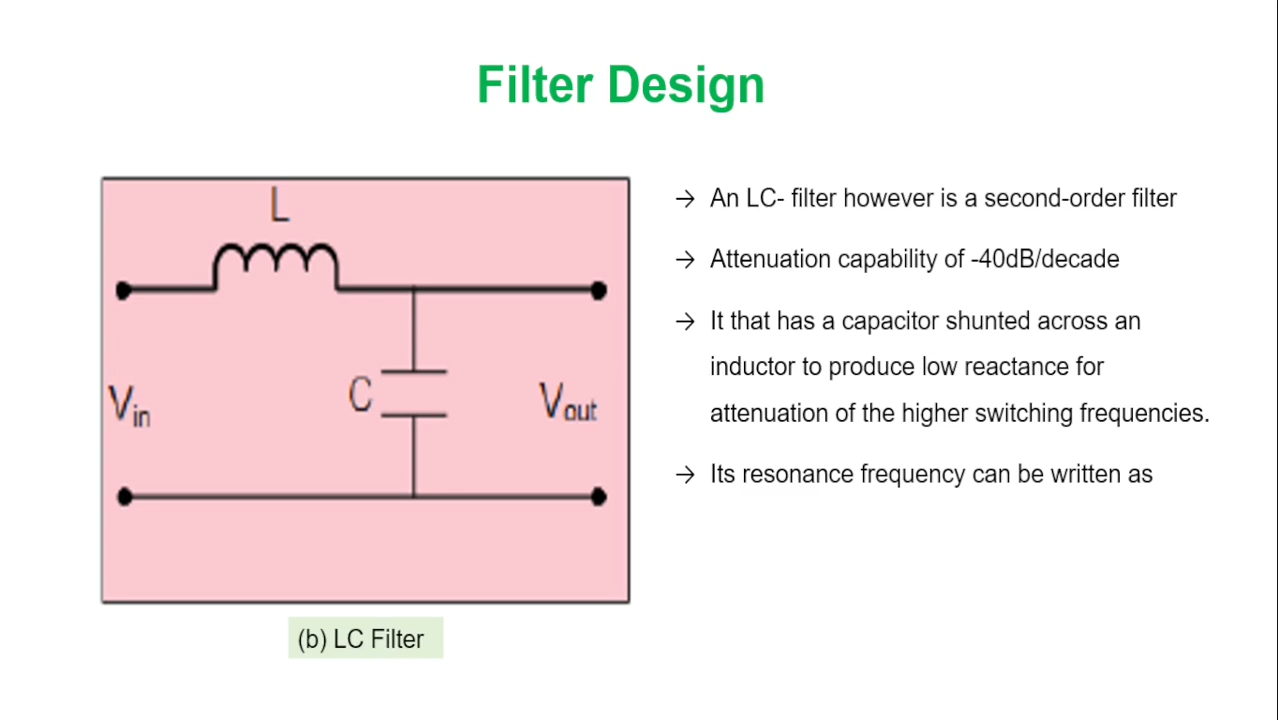 Filter Design
L
C
Vin
Vout
(b) LC Filter
→ An LC- filter however is a second-order filter
→ Attenuation capability of -40dB/decade
→ It that has a capacitor shunted across an
inductor to produce low reactance for
attenuation of the higher switching frequencies.
→ Its resonance frequency can be written as